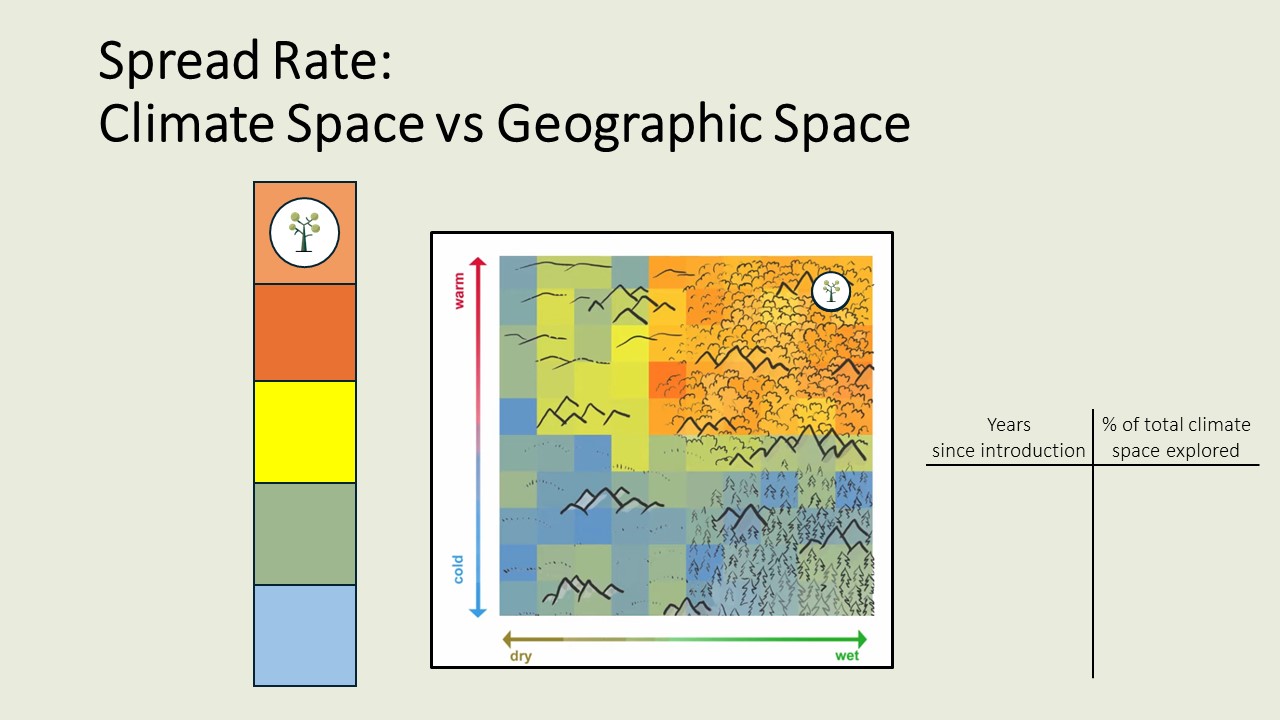 Spread Rate:
Climate Space vs Geographic Space
warm
cold
dry
wet
Years
since introduction
% of total climate
space explored